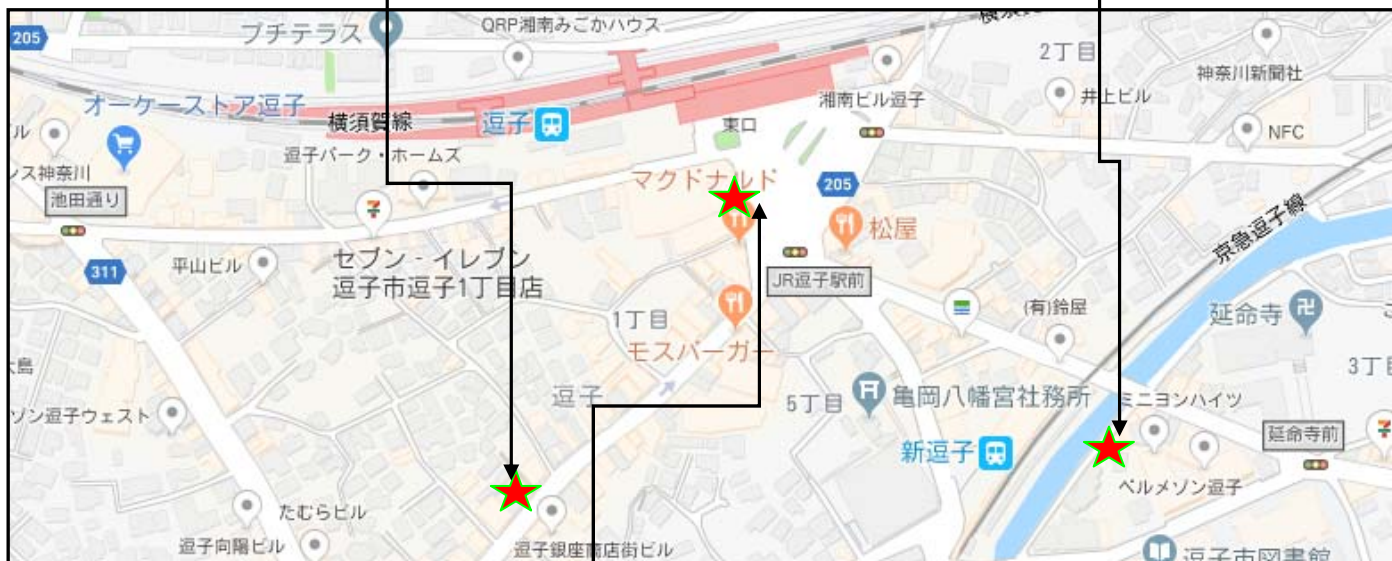 横須賀
205
プチテラス
QRP湘南みごかハウス
2丁目
神奈川新聞社
オーケーストア逗子
横須賀線
逗子
東口
湘南ビル逗子
井上ビル
NFC
ル
ンス神奈川
逗子パーク・ホームズ
池田通り
マクドナルド
205
松屋
京急逗子線
311
平山ビル
セブン - イレブン
逗子市逗子1丁目店
JR逗子駅前
(有)鈴屋
延命寺
1丁目
モスバーガー
3丁目
逗子
5丁目
亀岡八幡宮社務所
ミニヨンハイツ
ソン逗子ウェスト
新逗子
延命寺前
ベルメゾン逗子
たむらビル
逗子向陽ビル
逗子銀座商店街ビル
逗子市図書館